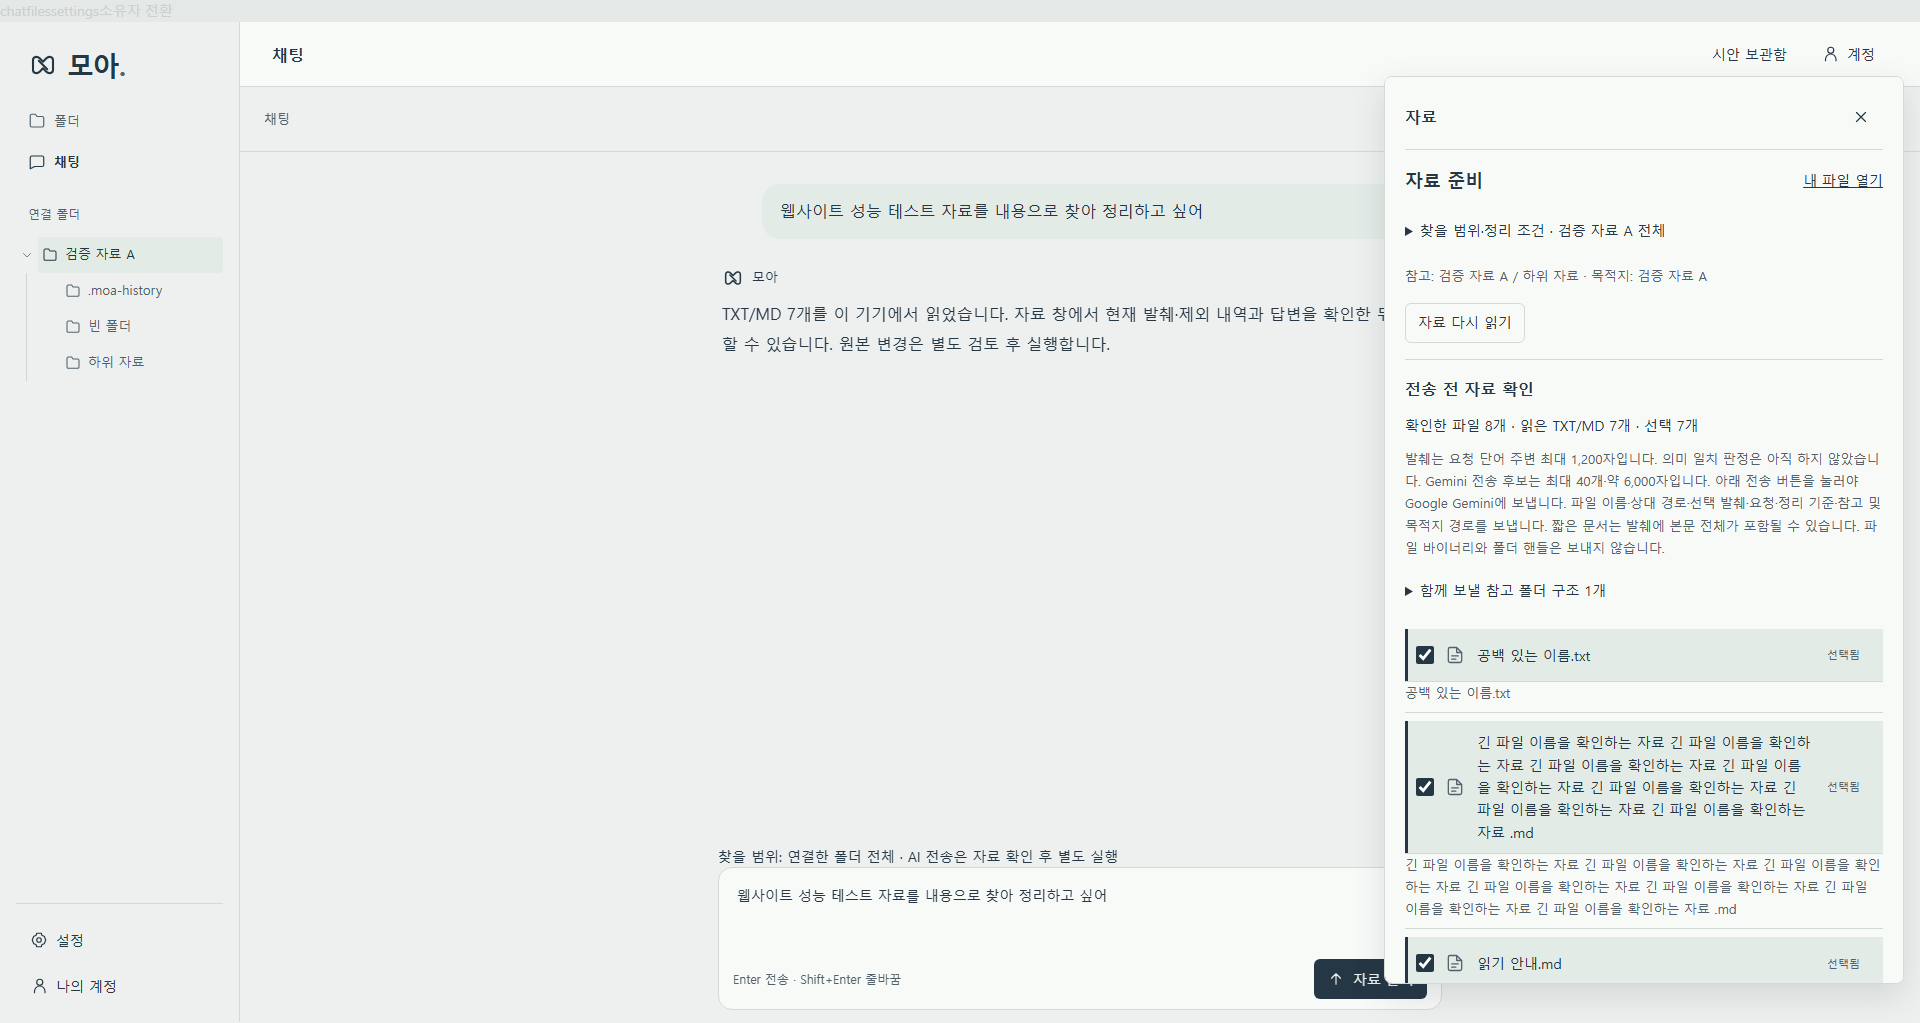 chatfilessettings소유자 전환
모아.
폴더
채팅
연결 폴더
검증 자료 A
.moa-history
빈 폴더
하위 자료
설정
나의 계정
채팅
시안 보관함
계정
채팅
웹사이트 성능 테스트 자료를 내용으로 찾아 정리하고 싶어
모아
TXT/MD 7개를 이 기기에서 읽었습니다. 자료 창에서 현재 발췌·제외 내역과 답변을 확인한
할 수 있습니다. 원본 변경은 별도 검토 후 실행합니다.
찾을 범위: 연결한 폴더 전체 · AI 전송은 자료 확인 후 별도 실행
웹사이트 성능 테스트 자료를 내용으로 찾아 정리하고 싶어
Enter 전송 · Shift+Enter 줄바꿈
자료
자료
자료 준비
내 파일 열기
찾을 범위·정리 조건 · 검증 자료 A 전체
참고: 검증 자료 A / 하위 자료 · 목적지: 검증 자료 A
자료 다시 읽기
전송 전 자료 확인
확인한 파일 8개 · 읽은 TXT/MD 7개 · 선택 7개
발췌는 요청 단어 주변 최대 1,200자입니다. 의미 일치 판정은 아직 하지 않았습니
다. Gemini 전송 후보는 최대 40개·약 6,000자입니다. 아래 전송 버튼을 눌러야
Google Gemini에 보냅니다. 파일 이름·상대 경로·선택 발췌·요청·정리 기준·참고 및
목적지 경로를 보냅니다. 짧은 문서는 발췌에 본문 전체가 포함될 수 있습니다. 파
일 바이너리와 폴더 핸들은 보내지 않습니다.
함께 보낼 참고 폴더 구조 1개
공백 있는 이름.txt
선택됨
공백 있는 이름.txt
긴 파일 이름을 확인하는 자료 긴 파일 이름을 확인하
는 자료 긴 파일 이름을 확인하는 자료 긴 파일 이름
을 확인하는 자료 긴 파일 이름을 확인하는 자료 긴
파일 이름을 확인하는 자료 긴 파일 이름을 확인하는
자료 .md
선택됨
긴 파일 이름을 확인하는 자료 긴 파일 이름을 확인하는 자료 긴 파일 이름을 확인
하는 자료 긴 파일 이름을 확인하는 자료 긴 파일 이름을 확인하는 자료 긴 파일
이름을 확인하는 자료 긴 파일 이름을 확인하는 자료 .md
읽기 안내.md
선택됨